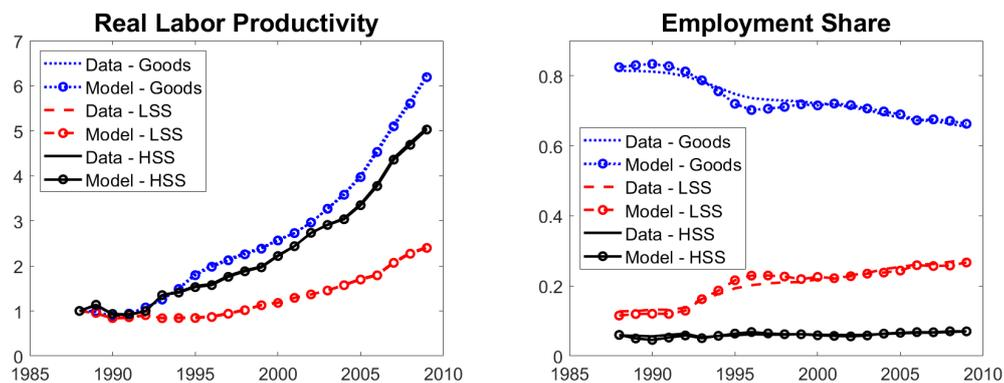 Real Labor Productivity
7
6
5
4
3
2
1
0
1985 1990 1995 2000 2005 2010
Data - Goods
Model - Goods
Data - LSS
Model - LSS
Data - HSS
Model - HSS
Employment Share
0.8
0.6
0.4
0.2
0
1985 1990 1995 2000 2005 2010
Data - Goods
Model - Goods
Data - LSS
Model - LSS
Data - HSS
Model - HSS